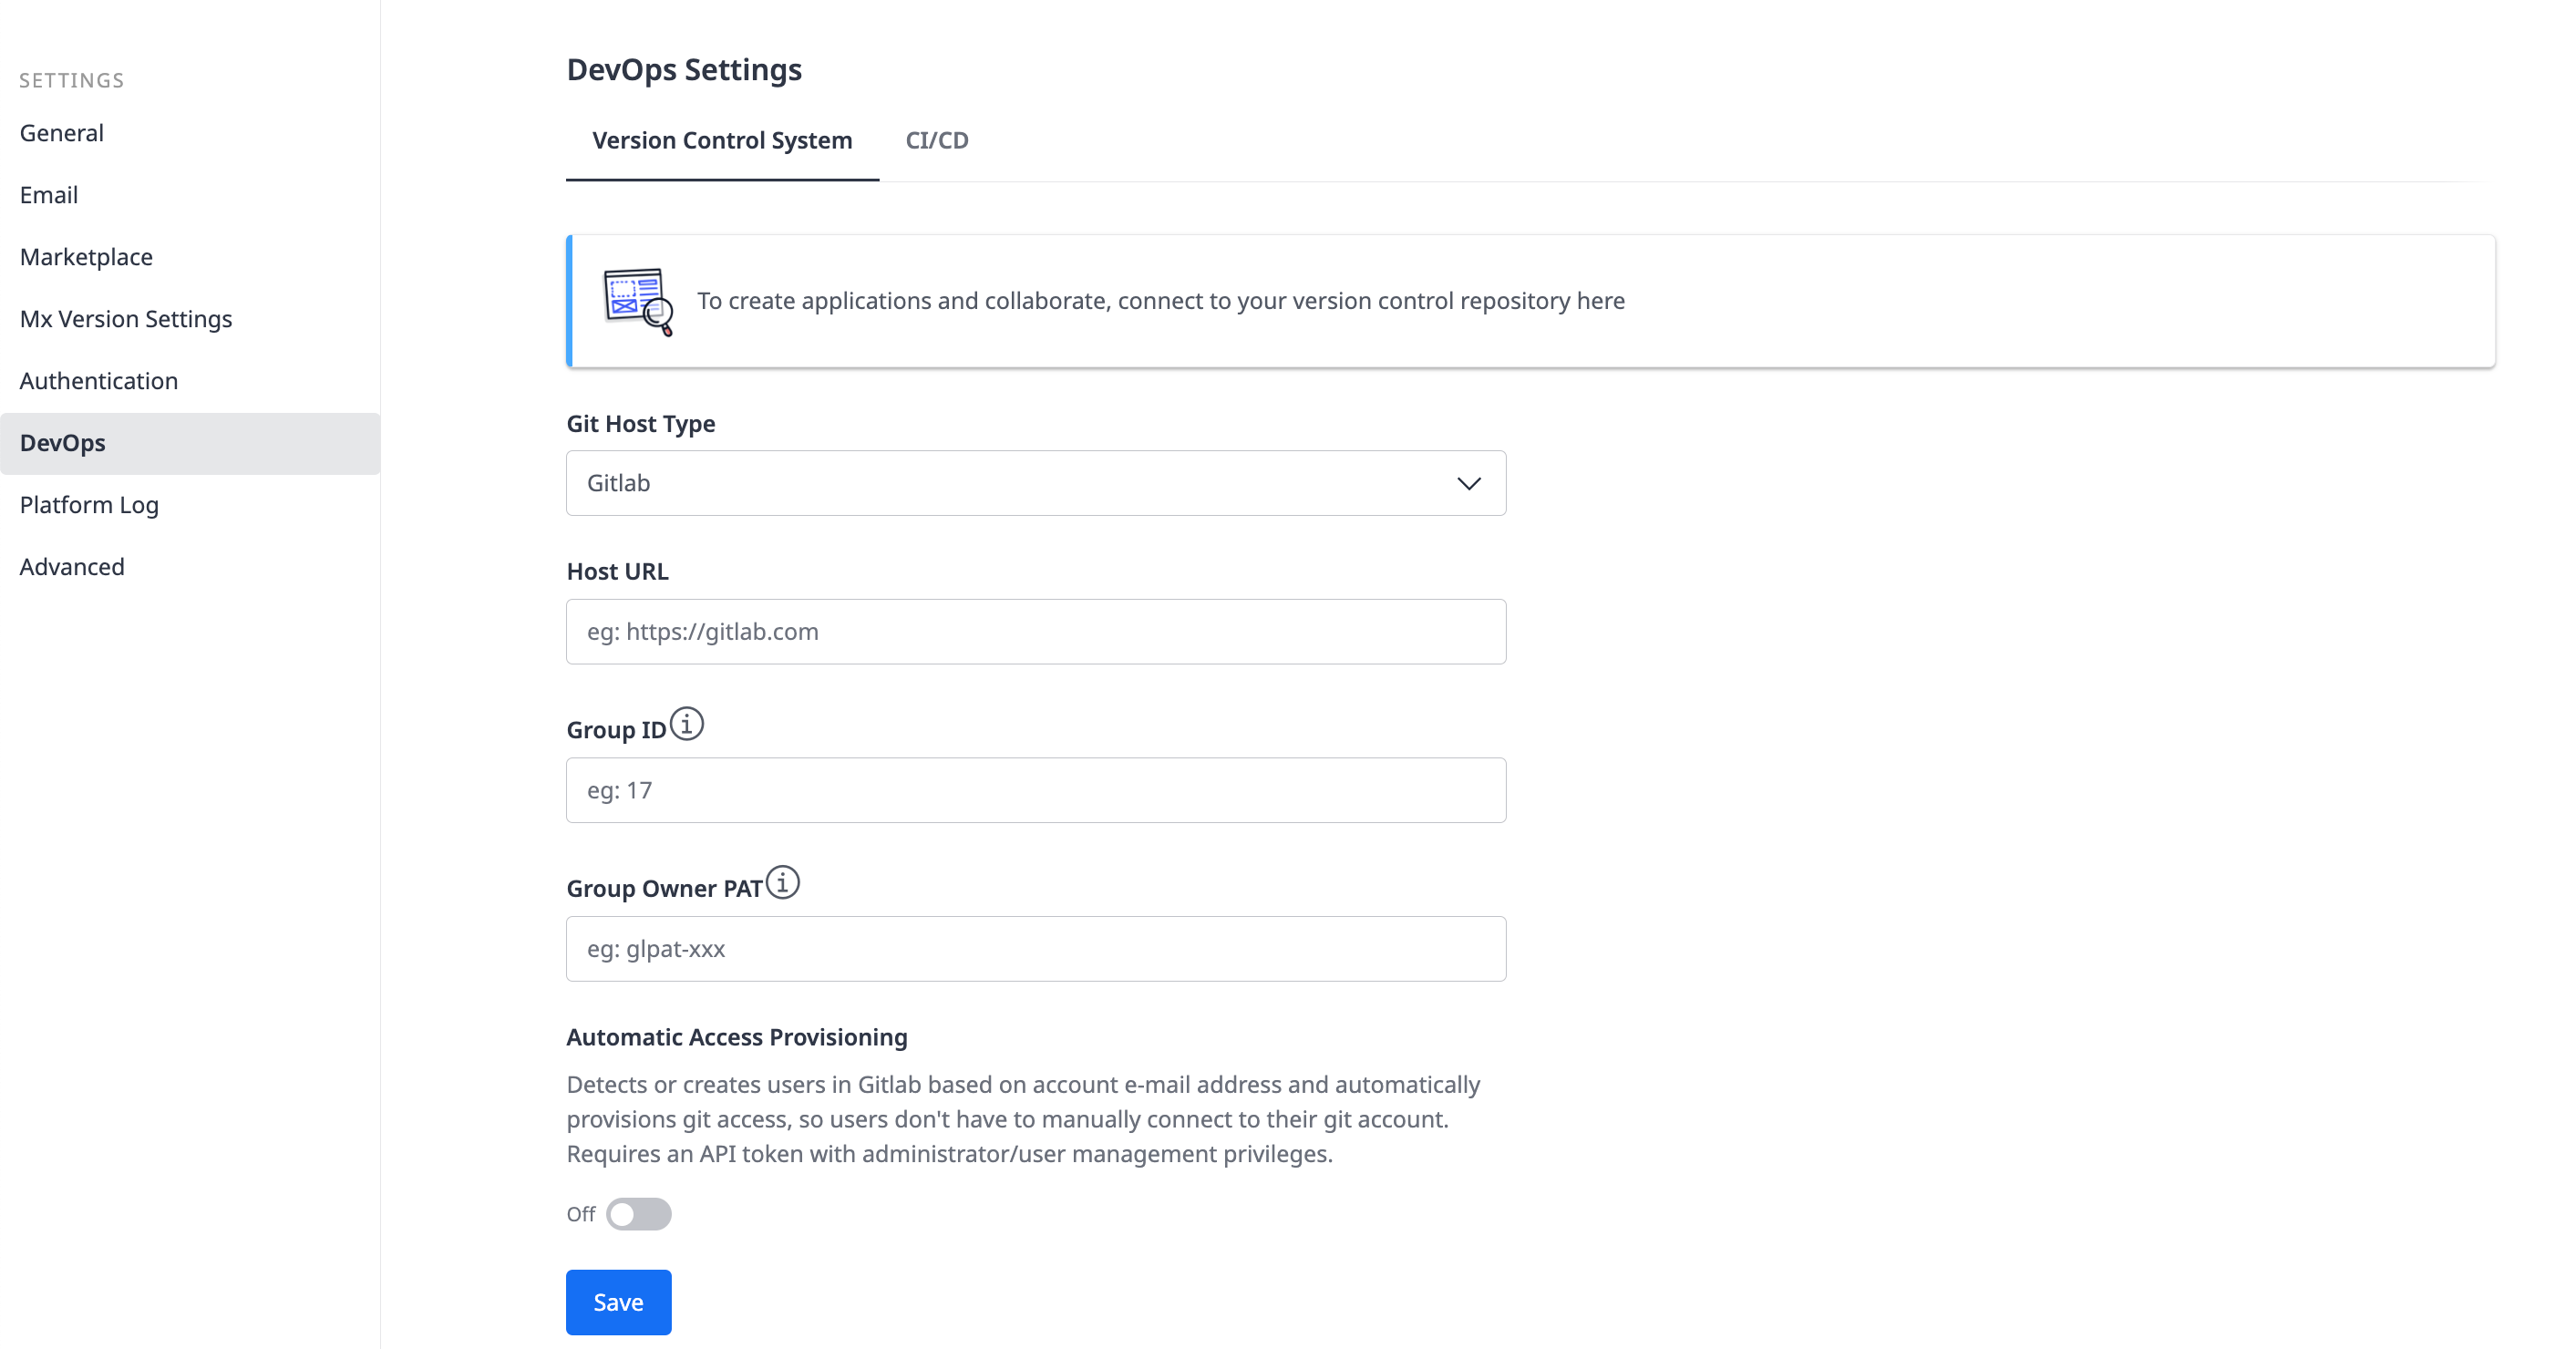 SETTINGS
General
Email
Marketplace
Mx Version Settings
Authentication
DevOps
Platform Log
Advanced
DevOps Settings
Version Control System
CI/CD
To create applications and collaborate, connect to your version control repository here
Git Host Type
Gitlab
Host URL
eg: https://gitlab.com
Group ID
eg: 17
Group Owner PAT
eg: glpat-xxx
Automatic Access Provisioning
Detects or creates users in Gitlab based on account e-mail address and automatically
provisions git access, so users don't have to manually connect to their git account.
Requires an API token with administrator/user management privileges.
Off
Save